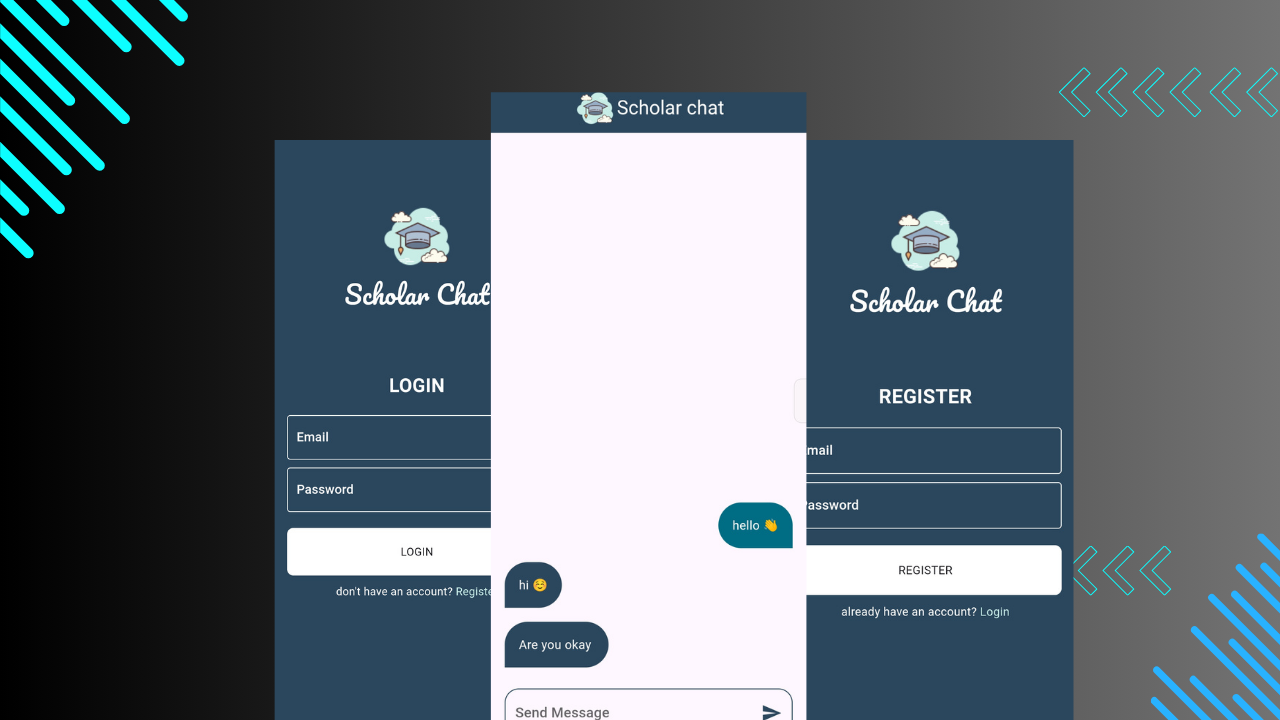 Scholar Chat
LOGIN
Email
Password
LOGIN
don't have an account? Registe
Scholar chat
hello 👋
hi ☺️
Are you okay
Send Message
Scholar Chat
REGISTER
mail
assword
REGISTER
already have an account? Login